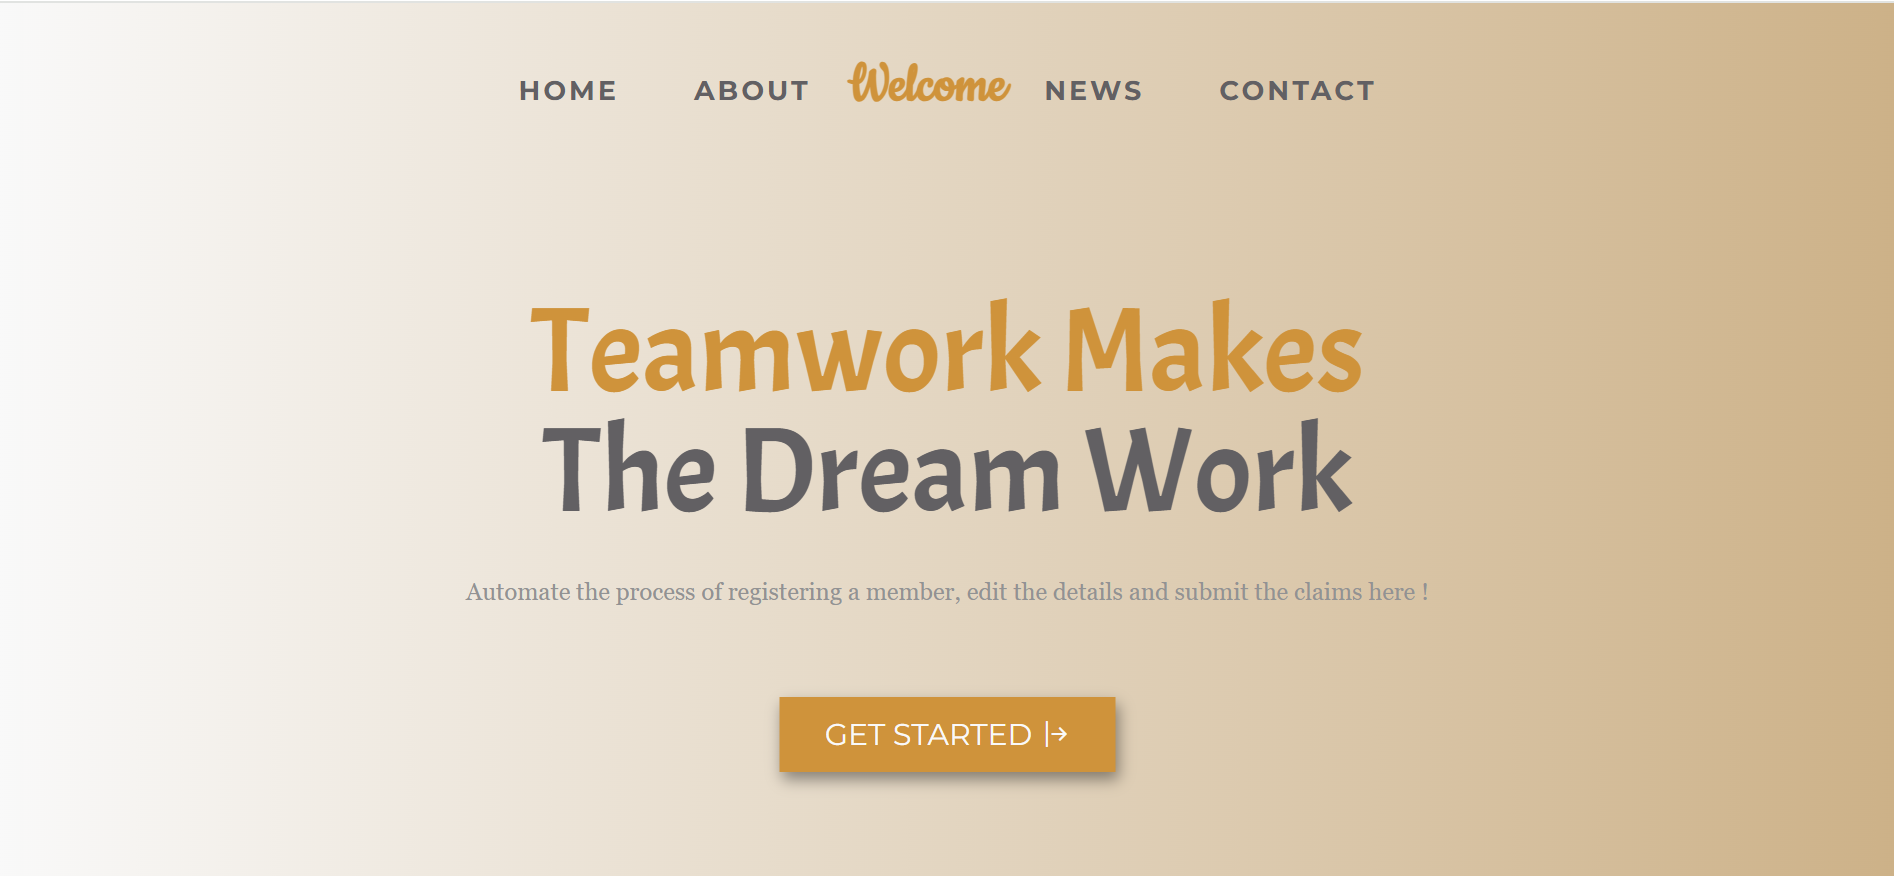 HOME ABOUT Welcome NEWS CONTACT
Teamwork Makes
The Dream Work
Automate the process of registering a member, edit the details and submit the claims here !
GET STARTED